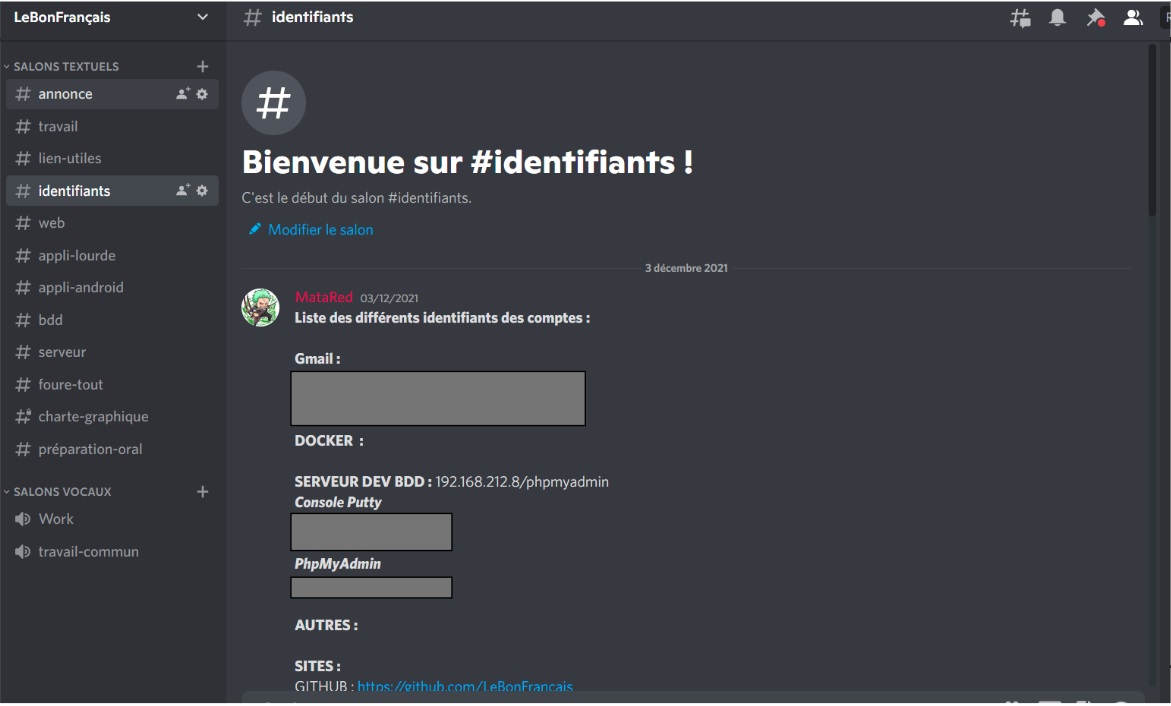 LeBonFrançais
# identifiants
SALONS TEXTUELS
# annonce
# travail
# lien-utiles
# identifiants
# web
# appli-lourde
# appli-android
# bdd
# serveur
# foure-tout
# charte-graphique
# préparation-oral
SALONS VOCAUX
Work
travail-commun
#
Bienvenue sur #identifiants !
C'est le début du salon #identifiants.
Modifier le salon
3 décembre 2021
MataRed 03/12/2021
Liste des différents identifiants des comptes :
Gmail :
DOCKER :
SERVEUR DEV BDD : 192.168.212.8/phpmyadmin
Console Putty
PhpMyAdmin
AUTRES :
SITES :
GITHUB : https://github.com/LeBonFrancais